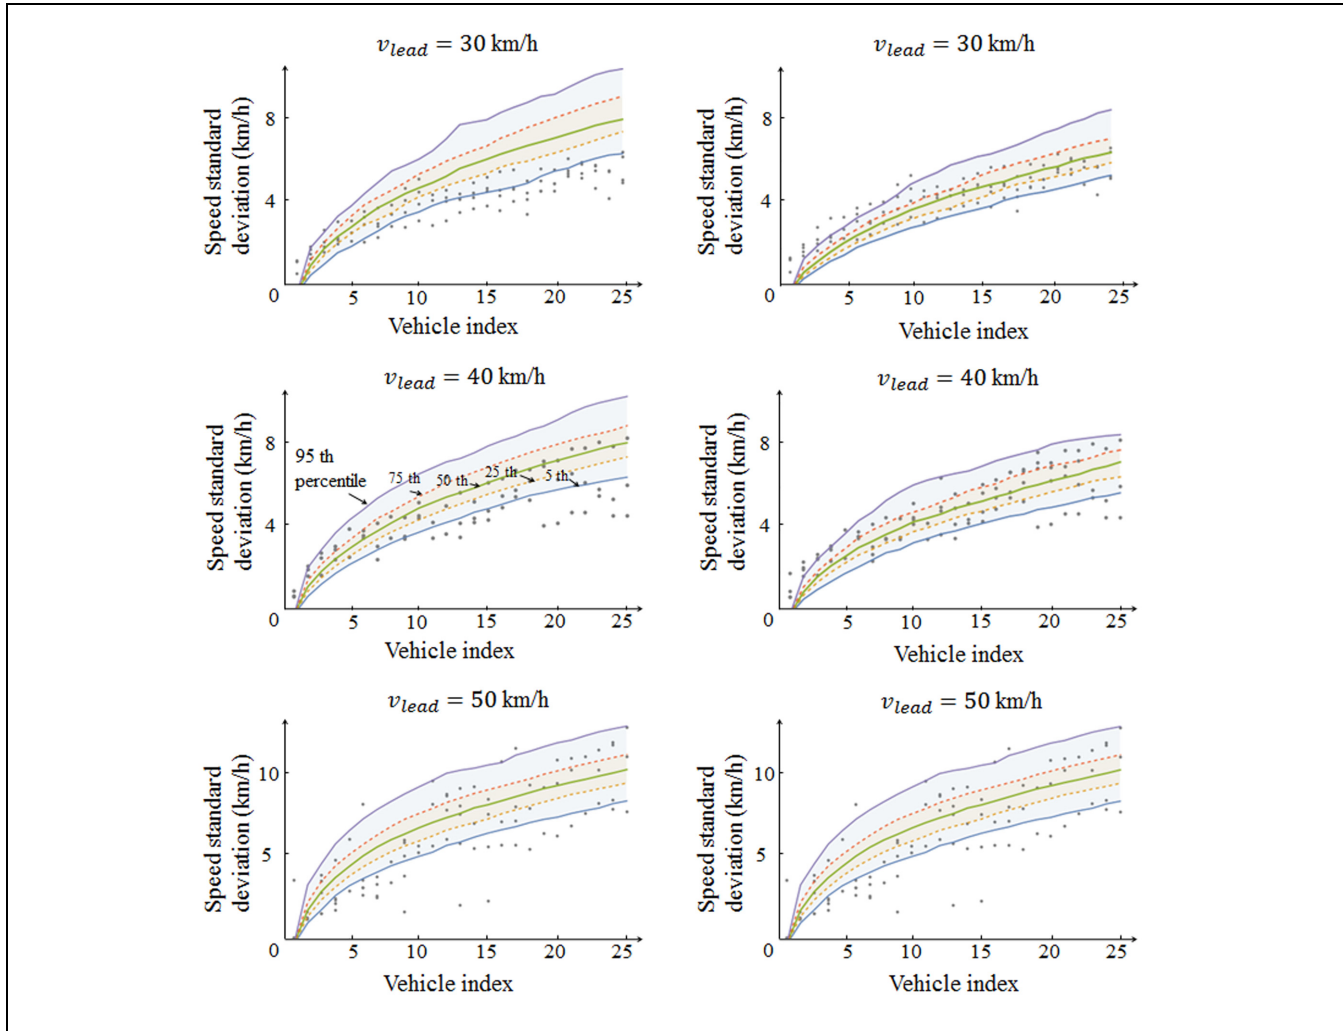 v_lead = 30 km/h
Speed standard
deviation (km/h)
8
4
0
5
10
15
20
25
Vehicle index
v_lead = 30 km/h
Speed standard
deviation (km/h)
8
4
0
5
10
15
20
25
Vehicle index
v_lead = 40 km/h
Speed standard
deviation (km/h)
8
4
0
95 th
percentile
75 th
50 th
25 th
5 th
5
10
15
20
25
Vehicle index
v_lead = 40 km/h
Speed standard
deviation (km/h)
8
4
0
5
10
15
20
25
Vehicle index
v_lead = 50 km/h
Speed standard
deviation (km/h)
10
5
0
5
10
15
20
25
Vehicle index
v_lead = 50 km/h
Speed standard
deviation (km/h)
10
5
0
5
10
15
20
25
Vehicle index